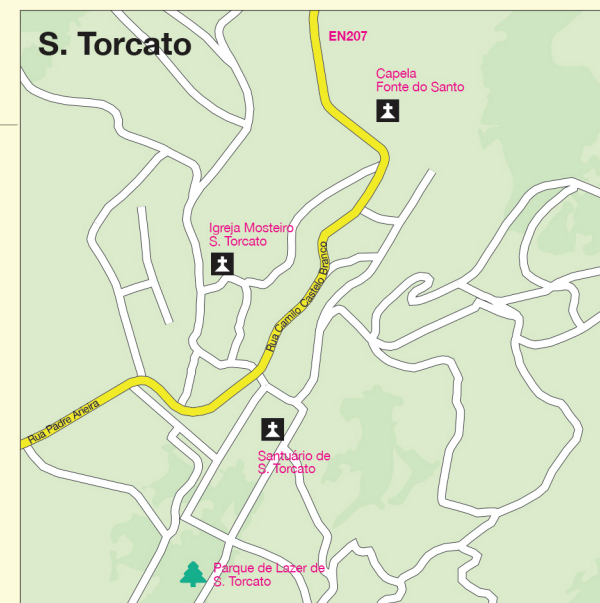 S. Torcato
EN207
Capela
Fonte do Santo
Igreja Mosteiro
S. Torcato
Rua Camilo Castelo Branco
Rua Padre Arieira
Santuário de
S. Torcato
Parque de Lazer de
S. Torcato